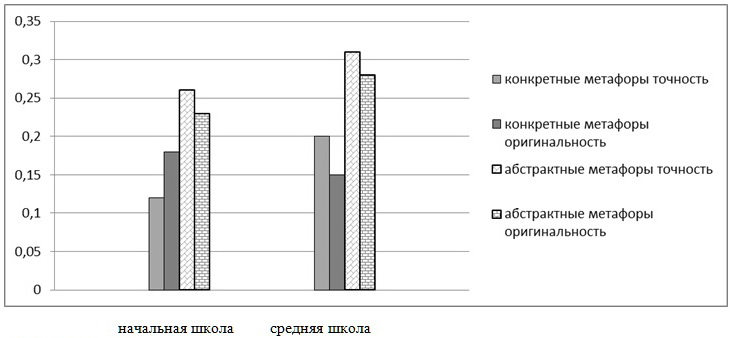 0,35
0,3
0,25
0,2
0,15
0,1
0,05
0
конкретные метафоры точность
конкретные метафоры
оригинальность
абстрактные метафоры точность
абстрактные метафоры
оригинальность
начальная школа средняя школа